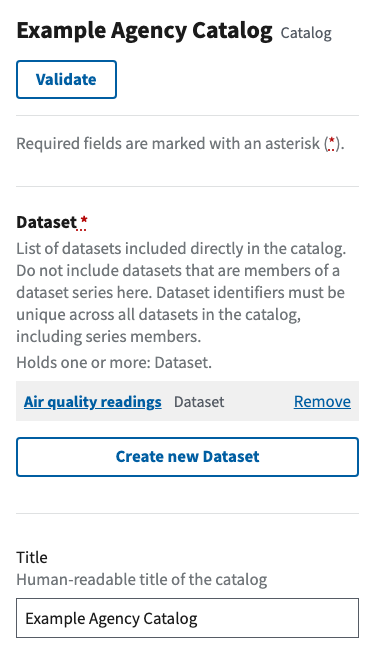 Example Agency Catalog Catalog
Validate
Required fields are marked with an asterisk (*).
Dataset *
List of datasets included directly in the catalog.
Do not include datasets that are members of a
dataset series here. Dataset identifiers must be
unique across all datasets in the catalog,
including series members.
Holds one or more: Dataset.
Air quality readings Dataset Remove
Create new Dataset
Title
Human-readable title of the catalog
Example Agency Catalog